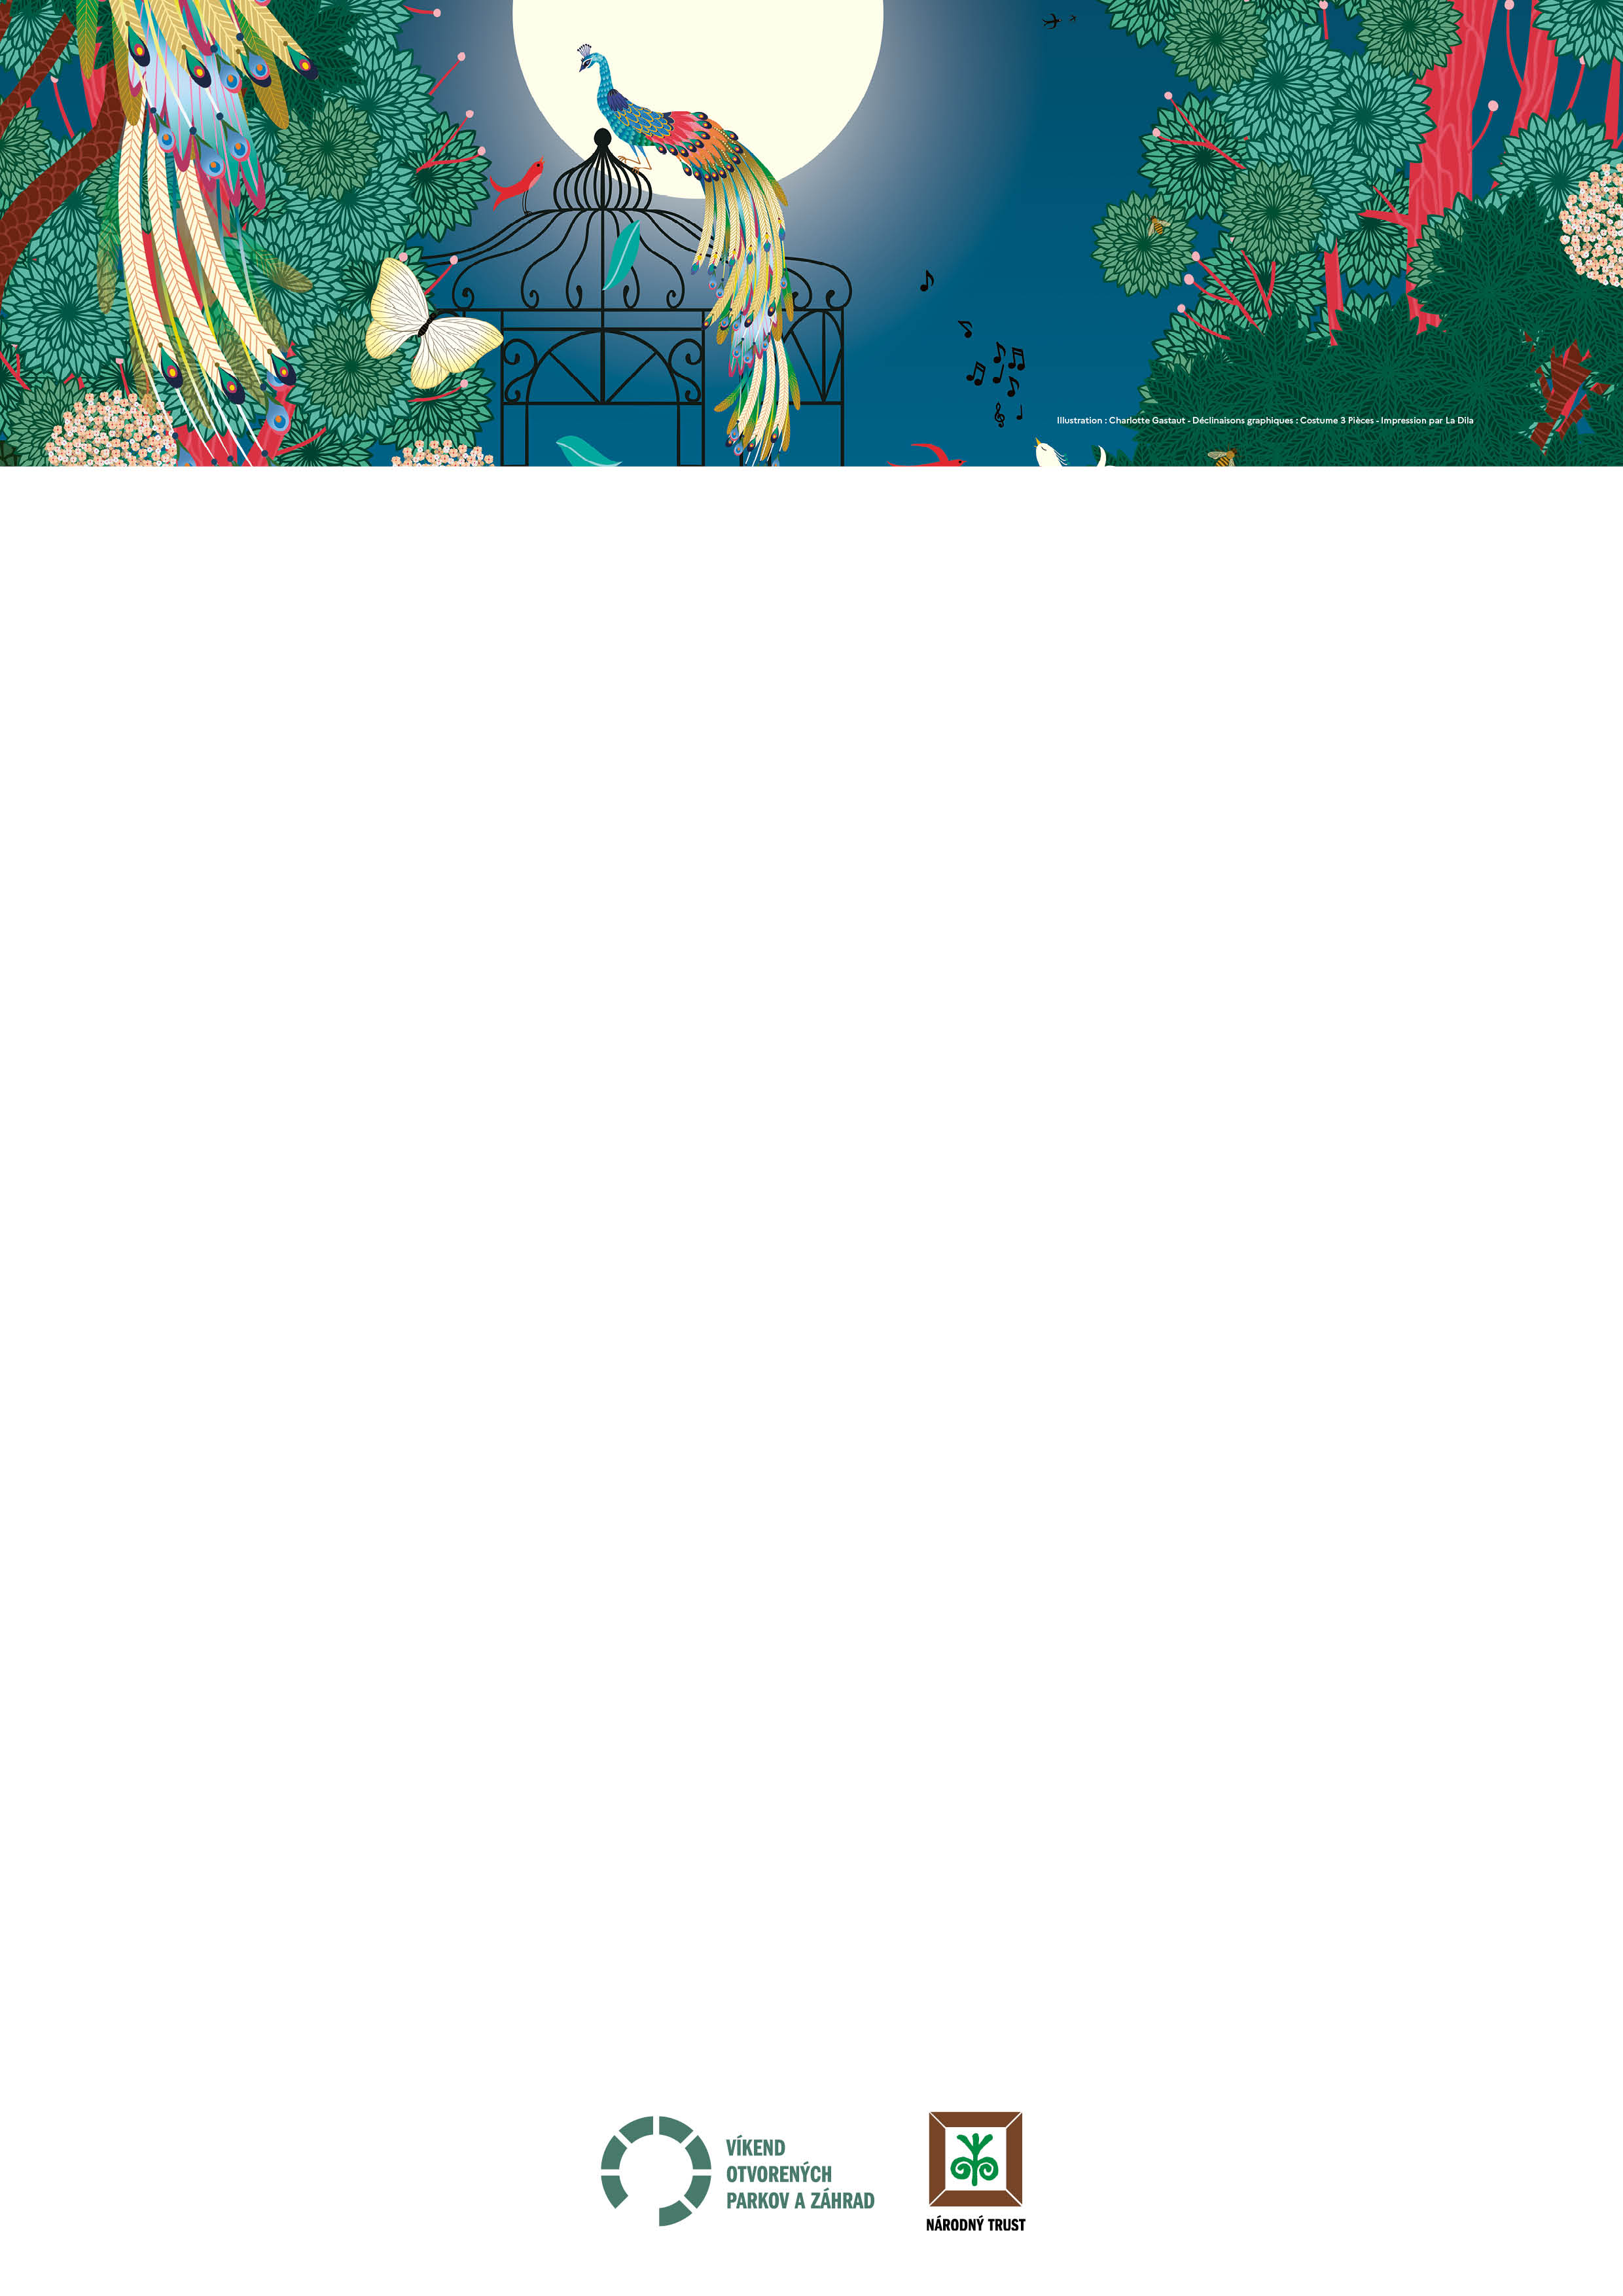 Illustration : Charlotte Gastaut - Déclinaisons graphiques : Costume 3 Pièces - Impression par La Dila
VÍKEND
OTVORENÝCH
PARKOV A ZÁHRAD
NÁRODNÝ TRUST